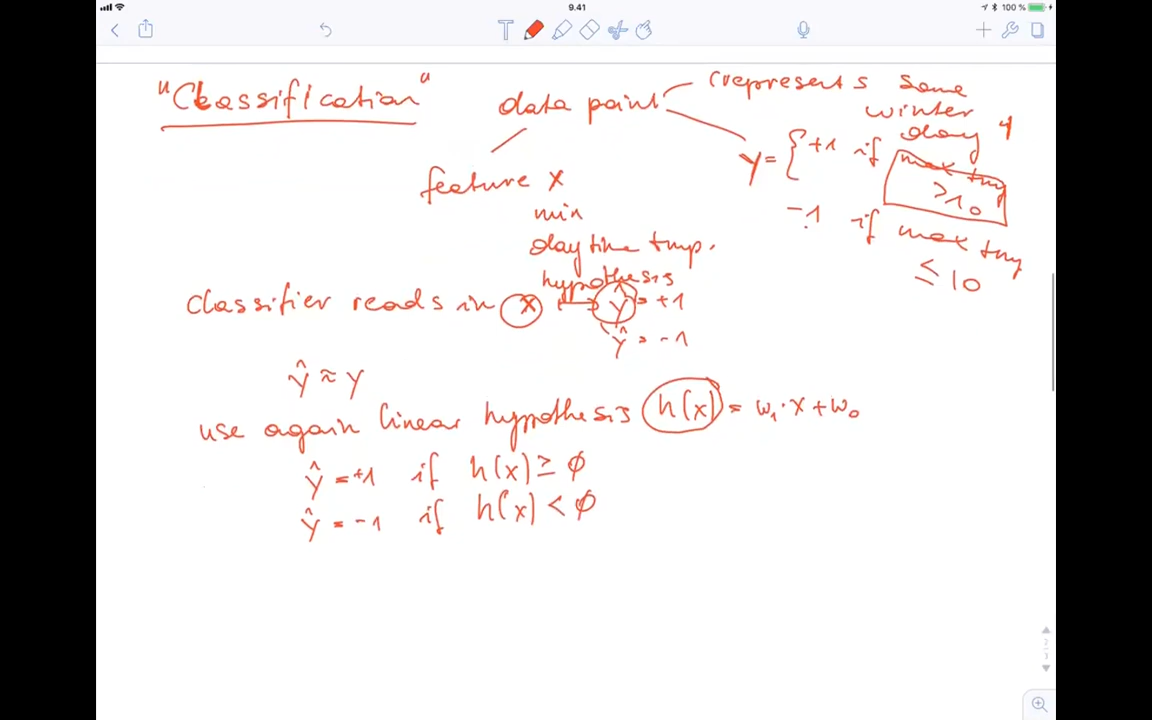 9.41
100 %
"Classification"
data point
(represents some
winter
day
y = { +1 if max tmp
>10
-1 if max tmp
≤ 10
feature x
min
day time tmp.
hypothesis
classifier reads in x ↦ ŷ = +1
ŷ = -1
ŷ ≈ y
use again linear hypothesis h(x) = w₁·x + w₀
ŷ = +1 if h(x) ≥ 0
ŷ = -1 if h(x) < 0